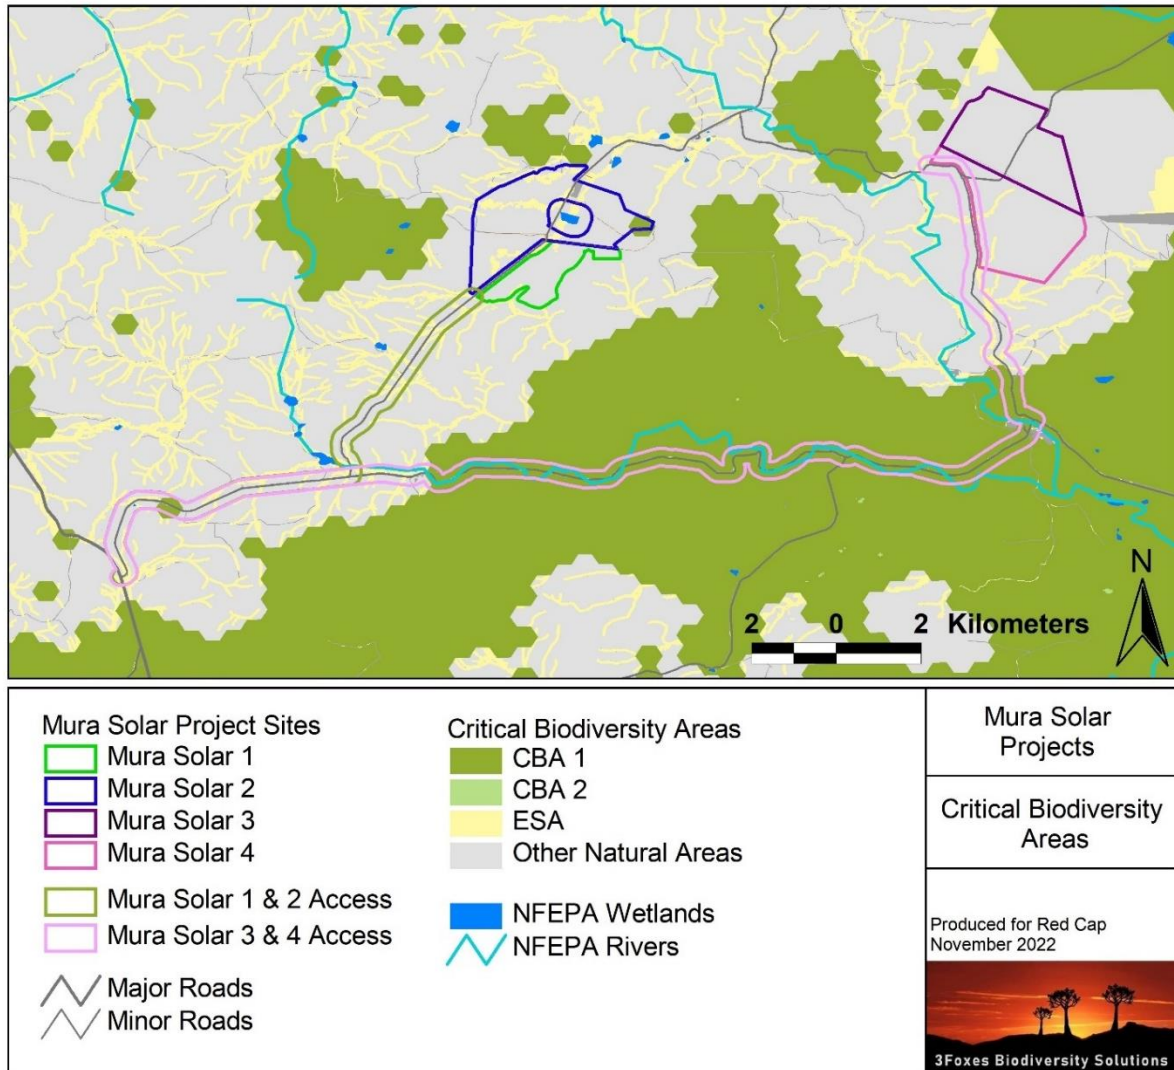 N
2 0 2 Kilometers
Mura Solar Project Sites
Mura Solar 1
Mura Solar 2
Mura Solar 3
Mura Solar 4
Mura Solar 1 & 2 Access
Mura Solar 3 & 4 Access
Major Roads
Minor Roads
Critical Biodiversity Areas
CBA 1
CBA 2
ESA
Other Natural Areas
NFEPA Wetlands
NFEPA Rivers
Mura Solar
Projects
Critical Biodiversity
Areas
Produced for Red Cap
November 2022
3Foxes Biodiversity Solutions